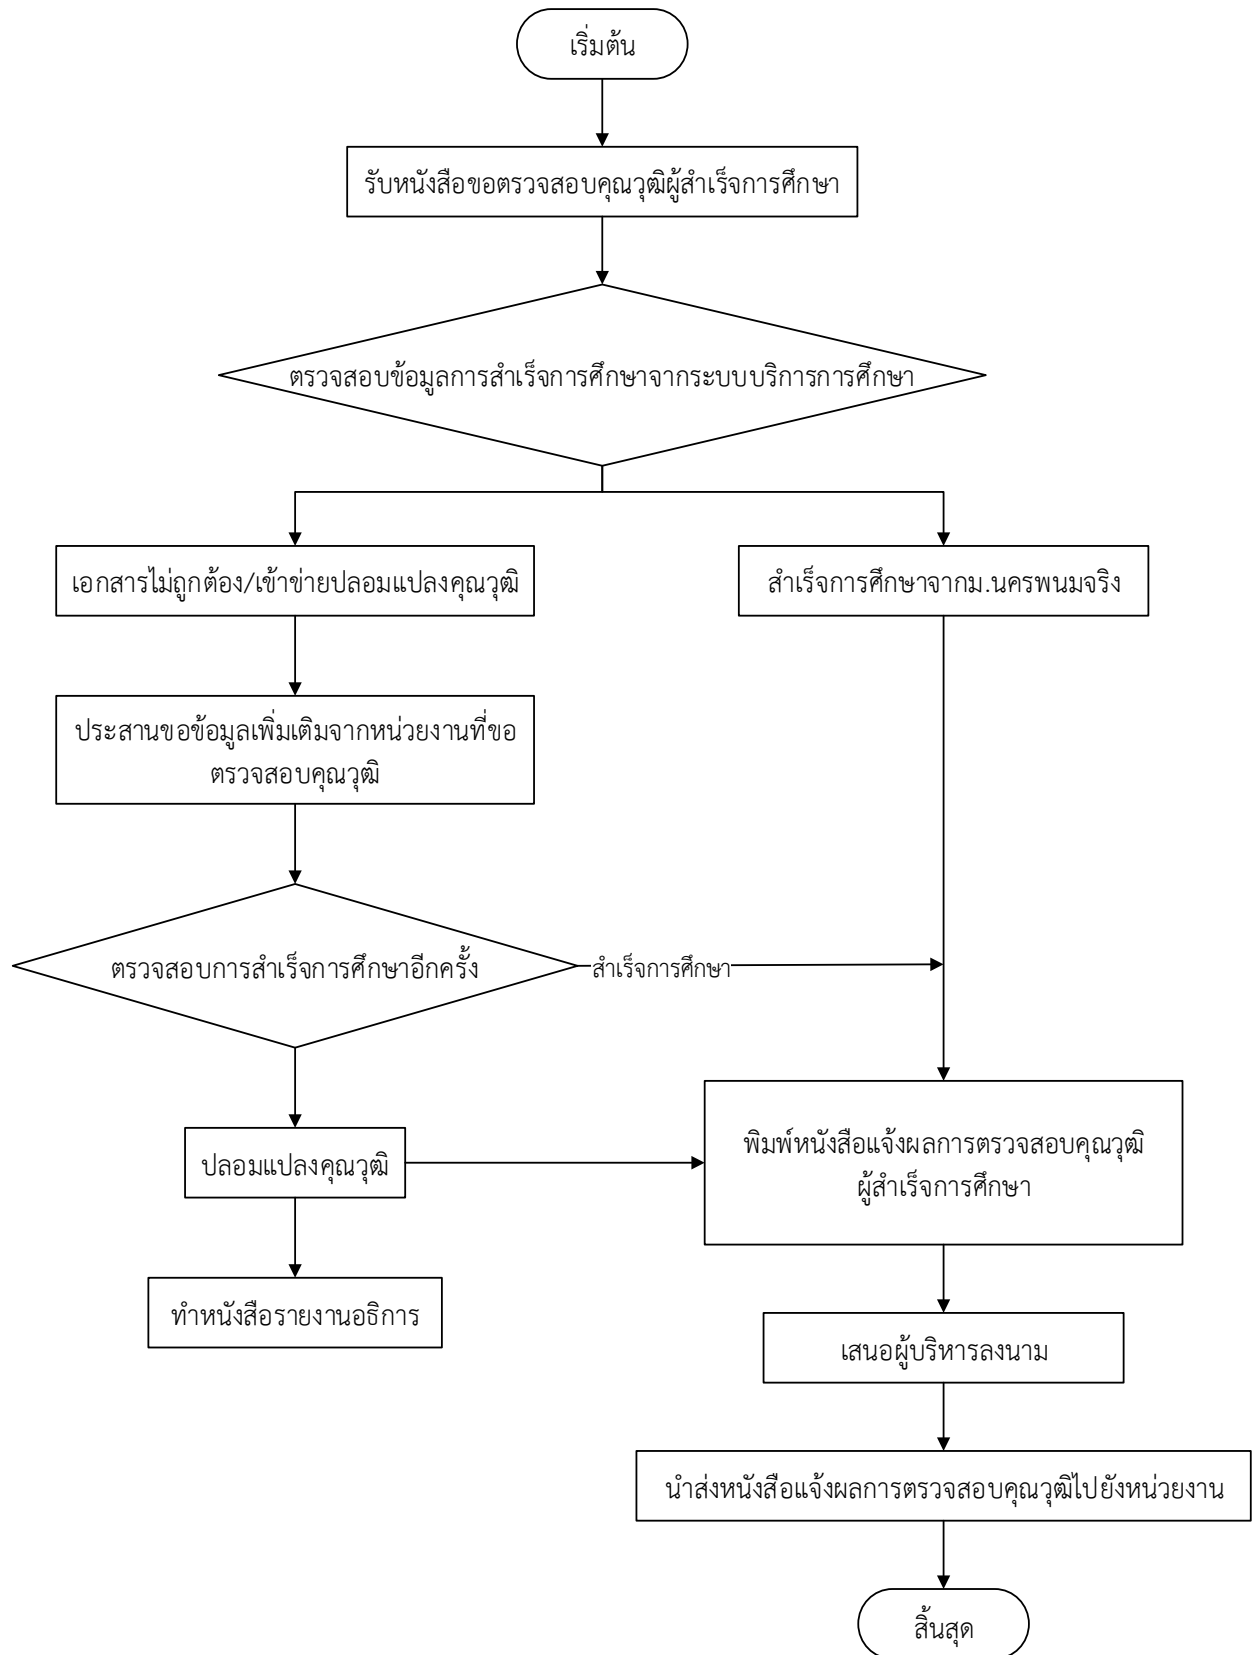 เริ่มต้น
รับหนังสือขอตรวจสอบคุณวุฒิผู้สำเร็จการศึกษา
ตรวจสอบข้อมูลการสำเร็จการศึกษาจากระบบบริการการศึกษา
เอกสารไม่ถูกต้อง/เข้าข่ายปลอมแปลงคุณวุฒิ
สำเร็จการศึกษาจากม.นครพนมจริง
ประสานขอข้อมูลเพิ่มเติมจากหน่วยงานที่ขอ
ตรวจสอบคุณวุฒิ
ตรวจสอบการสำเร็จการศึกษาอีกครั้ง
สำเร็จการศึกษา
ปลอมแปลงคุณวุฒิ
พิมพ์หนังสือแจ้งผลการตรวจสอบคุณวุฒิ
ผู้สำเร็จการศึกษา
ทำหนังสือรายงานอธิการ
เสนอผู้บริหารลงนาม
นำส่งหนังสือแจ้งผลการตรวจสอบคุณวุฒิไปยังหน่วยงาน
สิ้นสุด